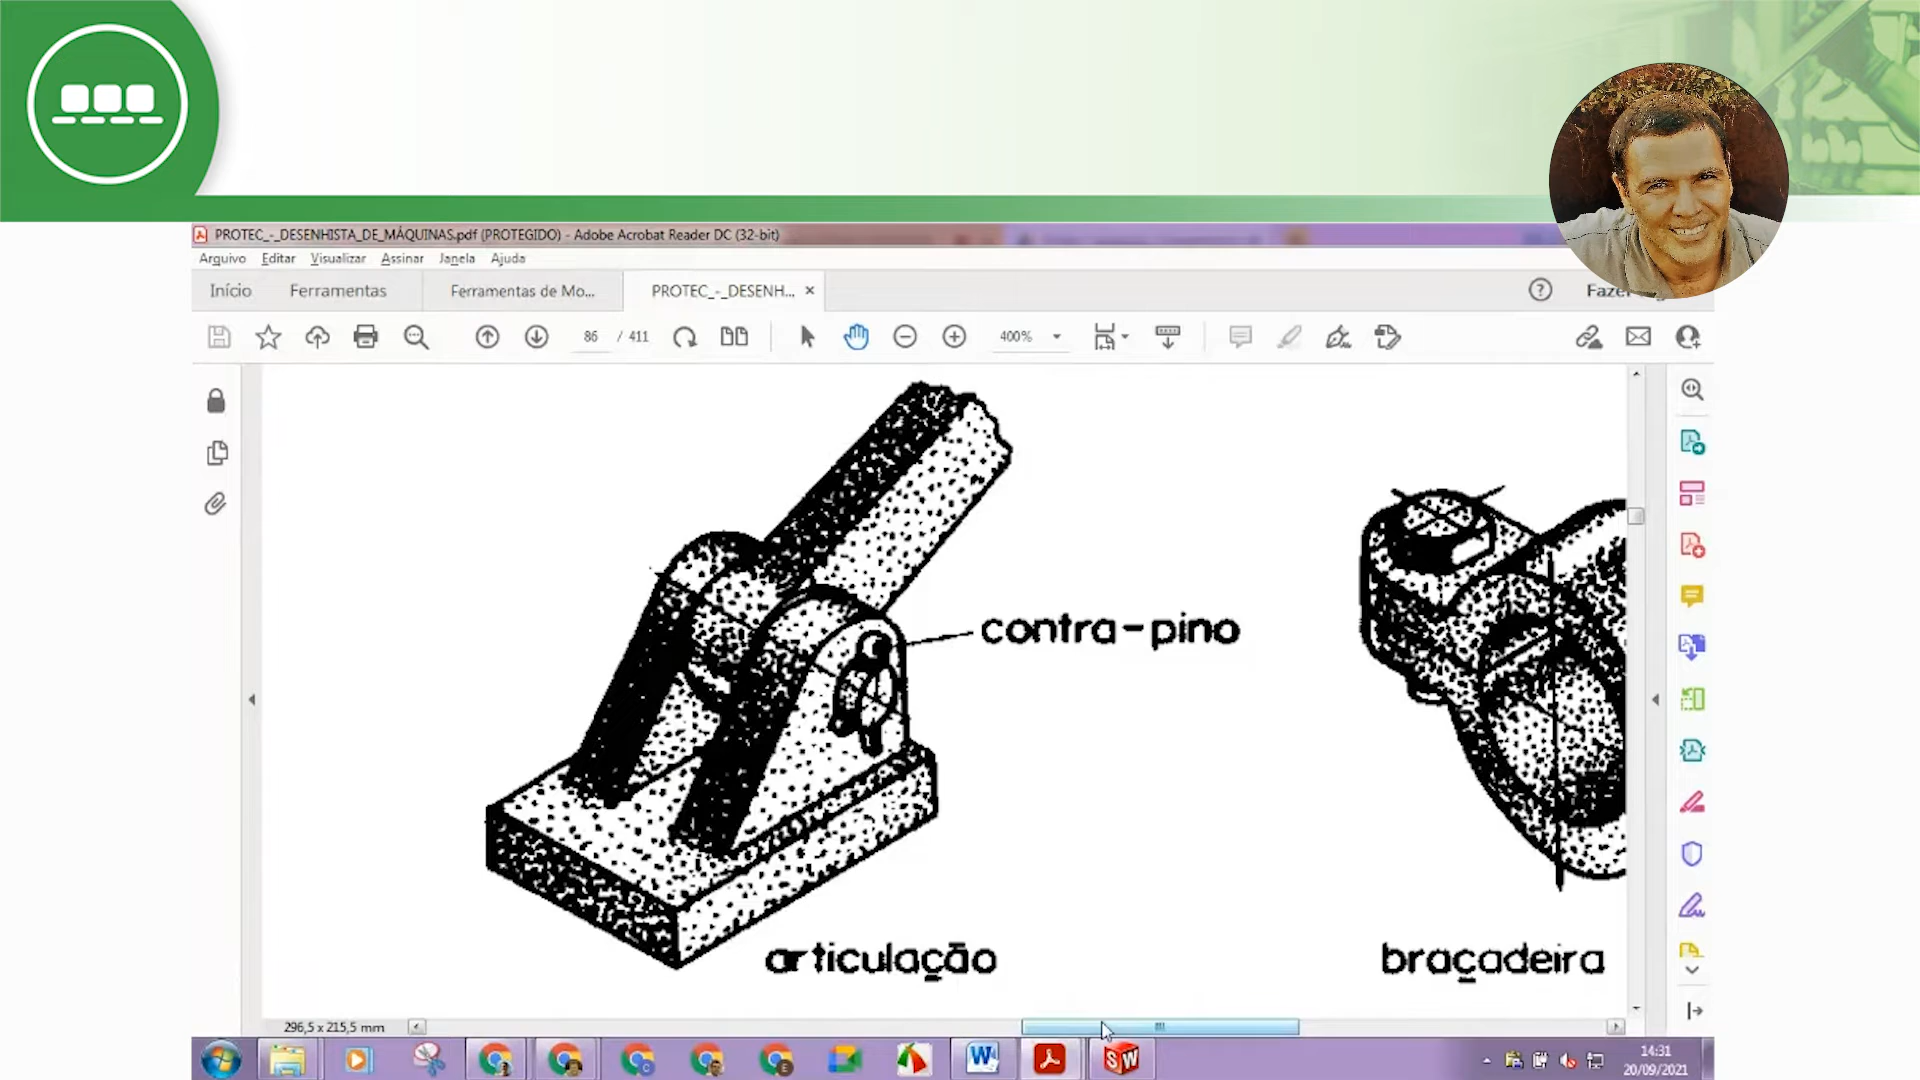 PROTEC_-_DESENHISTA_DE_MÁQUINAS.pdf (PROTEGIDO) - Adobe Acrobat Reader DC (32-bit)
Arquivo Editar Visualizar Assinar Janela Ajuda
Início Ferramentas Ferramentas de Mo... PROTEC_-_DESENH... × ? Fazer
86 / 411 400%
contra-pino
articulação braçadeira
296,5 x 215,5 mm
W SW 14:31
20/09/2021